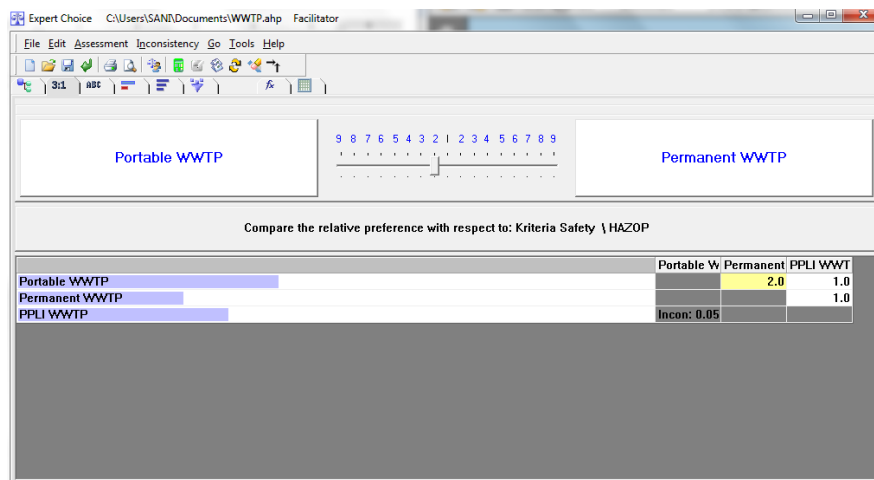 Expert Choice C:\Users\SANI\Documents\WWTP.ahp Facilitator
File Edit Assessment Inconsistency Go Tools Help
3:1 ABC fx
Portable WWTP
9 8 7 6 5 4 3 2 1 2 3 4 5 6 7 8 9
Permanent WWTP
Compare the relative preference with respect to: Kriteria Safety \ HAZOP
Portable W Permanent PPLI WWT
Portable WWTP 2.0 1.0
Permanent WWTP 1.0
PPLI WWTP Incon: 0.05